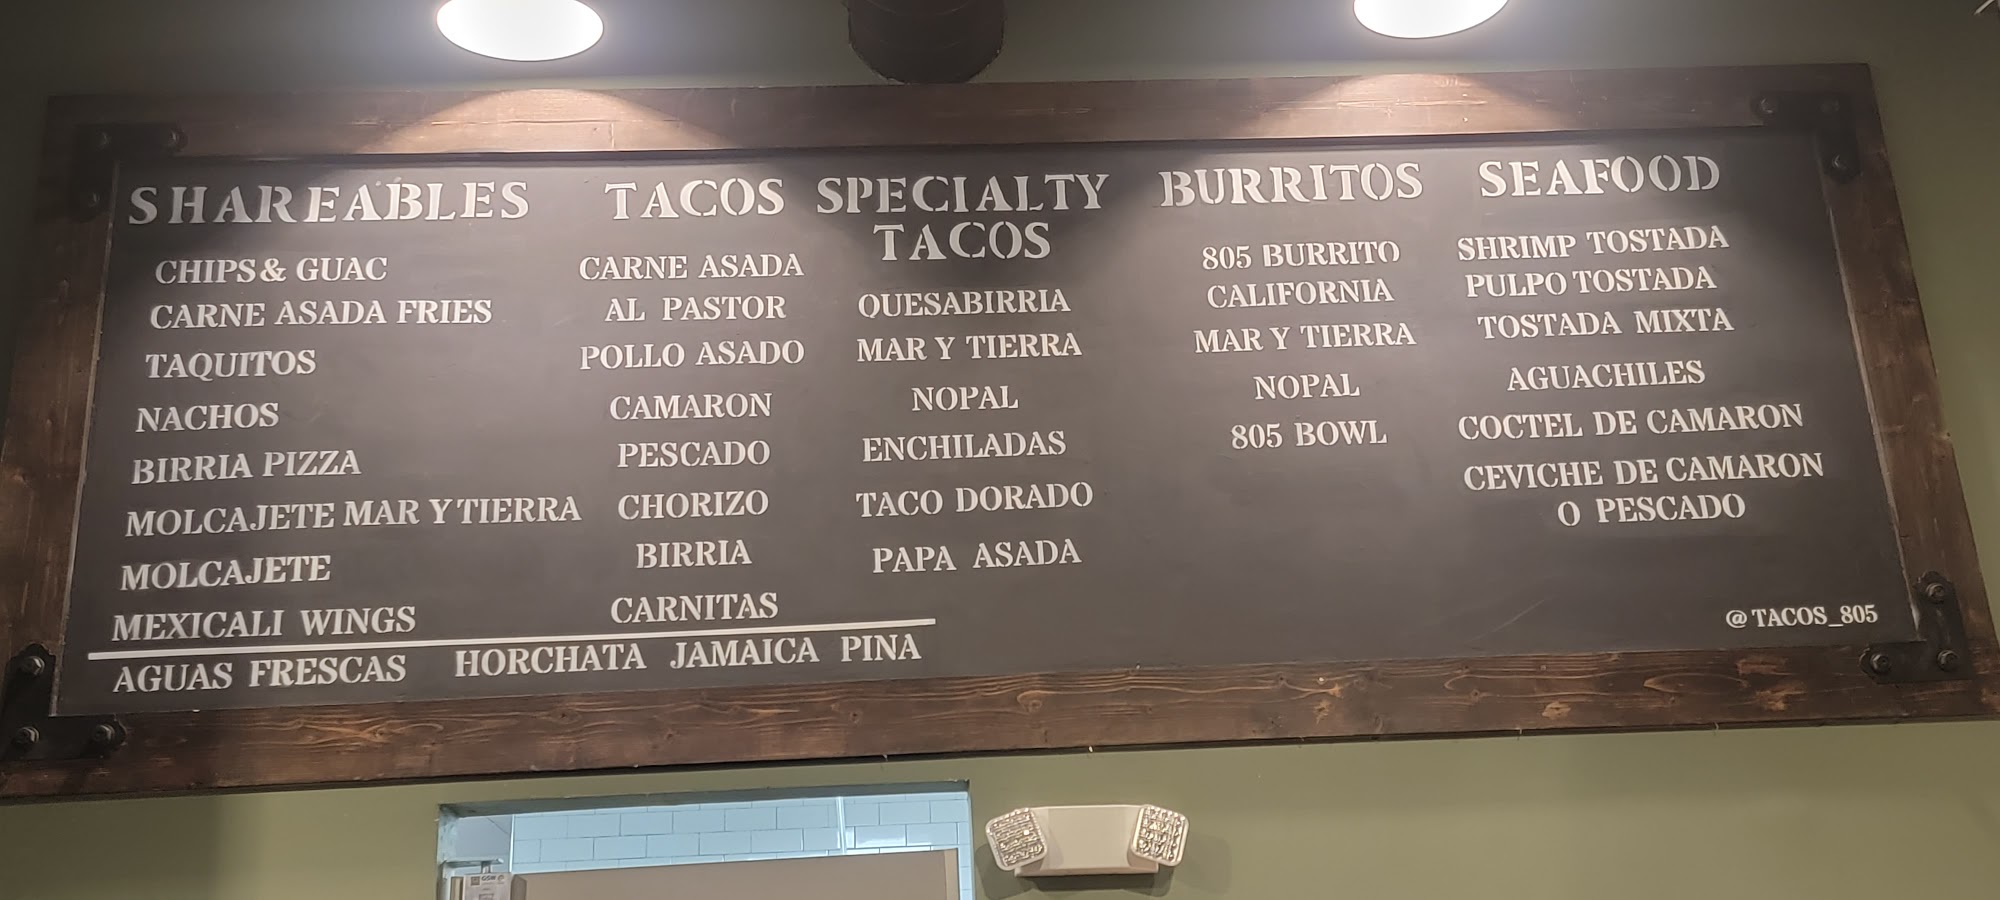 SHAREABLES
CHIPS & GUAC
CARNE ASADA FRIES
TAQUITOS
NACHOS
BIRRIA PIZZA
MOLCAJETE MAR Y TIERRA
MOLCAJETE
MEXICALI WINGS
TACOS
CARNE ASADA
AL PASTOR
POLLO ASADO
CAMARON
PESCADO
CHORIZO
BIRRIA
CARNITAS
SPECIALTY
TACOS
QUESABIRRIA
MAR Y TIERRA
NOPAL
ENCHILADAS
TACO DORADO
PAPA ASADA
BURRITOS
805 BURRITO
CALIFORNIA
MAR Y TIERRA
NOPAL
805 BOWL
SEAFOOD
SHRIMP TOSTADA
PULPO TOSTADA
TOSTADA MIXTA
AGUACHILES
COCTEL DE CAMARON
CEVICHE DE CAMARON
O PESCADO
AGUAS FRESCAS HORCHATA JAMAICA PINA
@TACOS_805